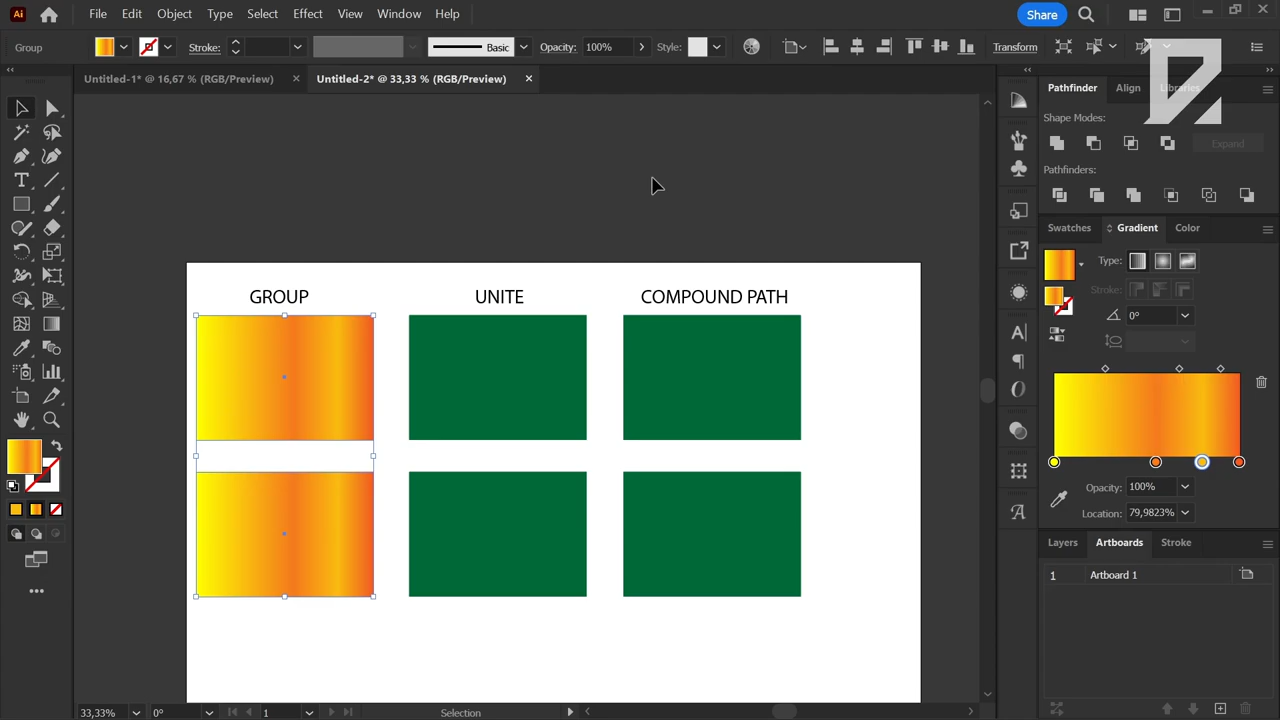 Ai File Edit Object Type Select Effect View Window Help Share
Group Stroke: Basic Opacity: 100% Style: Transform
Untitled-1* @ 16,67 % (RGB/Preview) × Untitled-2* @ 33,33 % (RGB/Preview) ×
Pathfinder Align Libraries
Shape Modes:
Expand
Pathfinders:
Swatches Gradient Color
Type:
Stroke:
0°
GROUP UNITE COMPOUND PATH
Opacity: 100%
Location: 79,9823%
Layers Artboards Stroke
1 Artboard 1
33,33% 0° 1 Selection